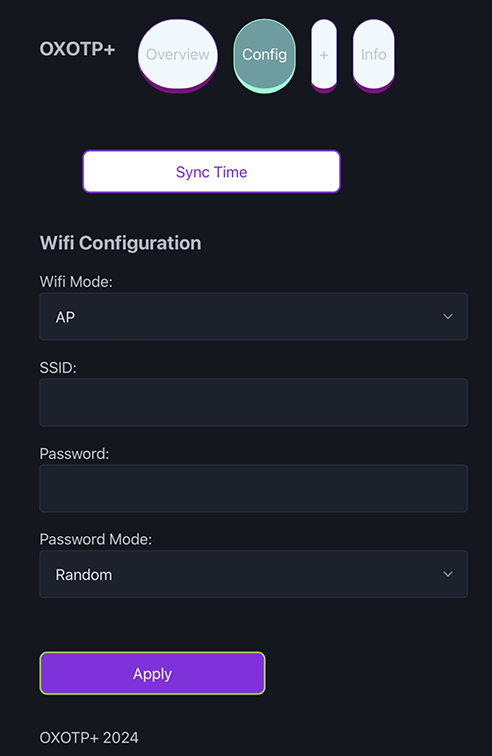 OXOTP+ Overview Config + Info
Sync Time
Wifi Configuration
Wifi Mode:
AP
SSID:
Password:
Password Mode:
Random
Apply
OXOTP+ 2024